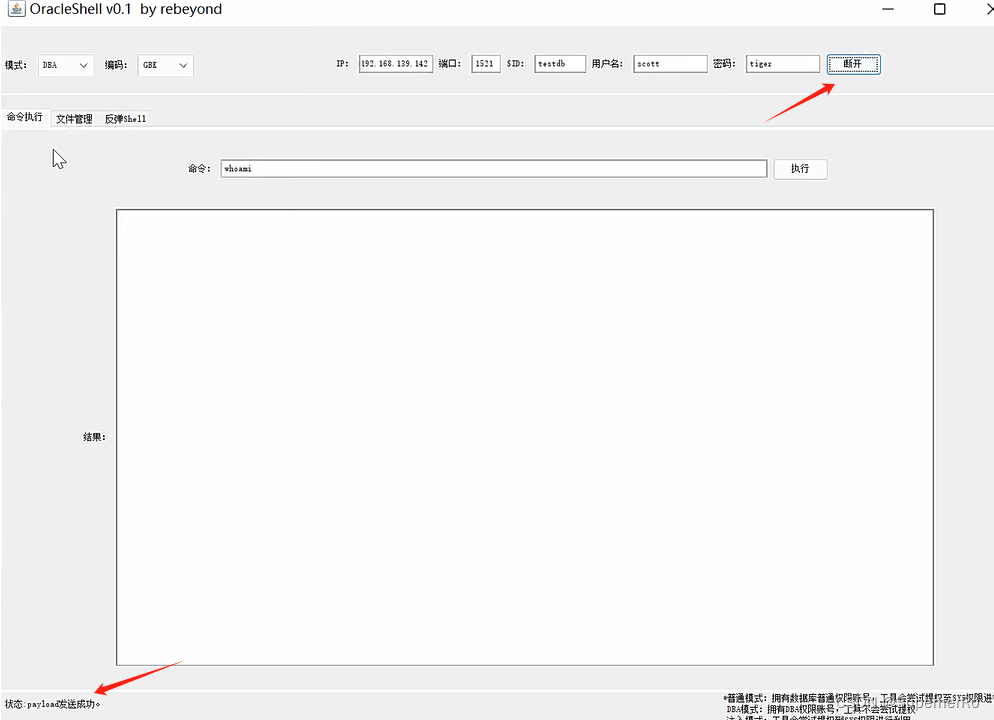 OracleShell v0.1 by rebeyond
模式: DBA 编码: GBK IP: 192.168.139.142 端口: 1521 SID: testdb 用户名: scott 密码: tiger 断开
命令执行 文件管理 反弹Shell
命令: whoami 执行
结果:
状态:payload发送成功。
*普通模式: 拥有数据库普通权限账号, 工具会尝试提权至SYS权限进
DBA模式: 拥有DBA权限账号, 工具不会尝试提权
注入模式: 工具会尝试提权到SYS权限进行利用